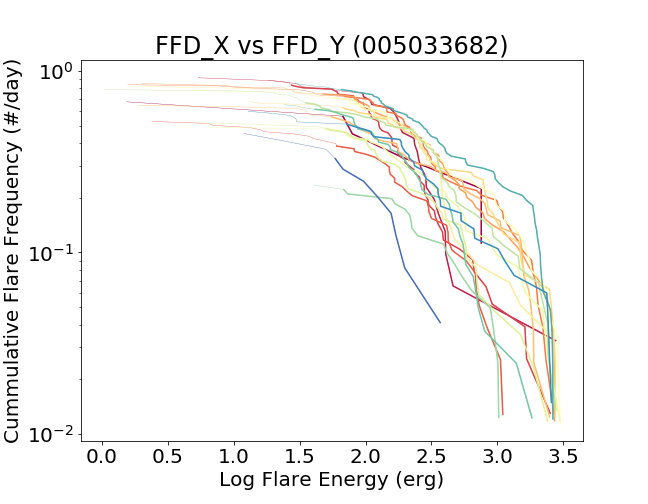 FFD_X vs FFD_Y (005033682)
Cummulative Flare Frequency (#/day)
10^0
10^-1
10^-2
0.0 0.5 1.0 1.5 2.0 2.5 3.0 3.5
Log Flare Energy (erg)